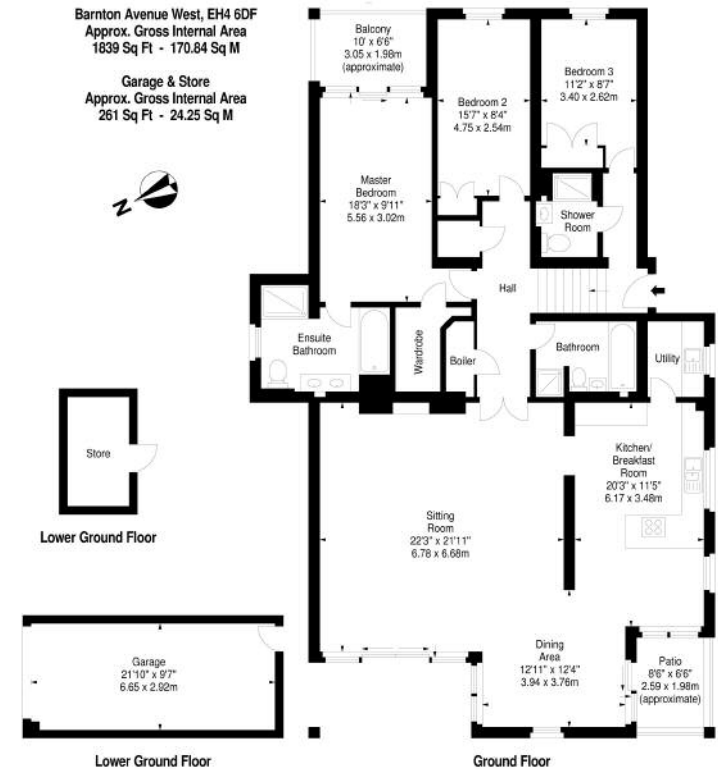 Barnton Avenue West, EH4 6DF
Approx. Gross Internal Area
1839 Sq Ft - 170.84 Sq M
Garage & Store
Approx. Gross Internal Area
261 Sq Ft - 24.25 Sq M
N
Balcony
10' x 6'6"
3.05 x 1.98m
(approximate)
Bedroom 2
15'7" x 8'4"
4.75 x 2.54m
Bedroom 3
11'2" x 8'7"
3.40 x 2.62m
Master
Bedroom
18'3" x 9'11"
5.56 x 3.02m
Shower
Room
Hall
Ensuite
Bathroom
Wardrobe
Boiler
Bathroom
Utility
Store
Lower Ground Floor
Kitchen/
Breakfast
Room
20'3" x 11'5"
6.17 x 3.48m
Sitting
Room
22'3" x 21'11"
6.78 x 6.68m
Dining
Area
12'11" x 12'4"
3.94 x 3.76m
Patio
8'6" x 6'6"
2.59 x 1.98m
(approximate)
Garage
21'10" x 9'7"
6.65 x 2.92m
Lower Ground Floor
Ground Floor